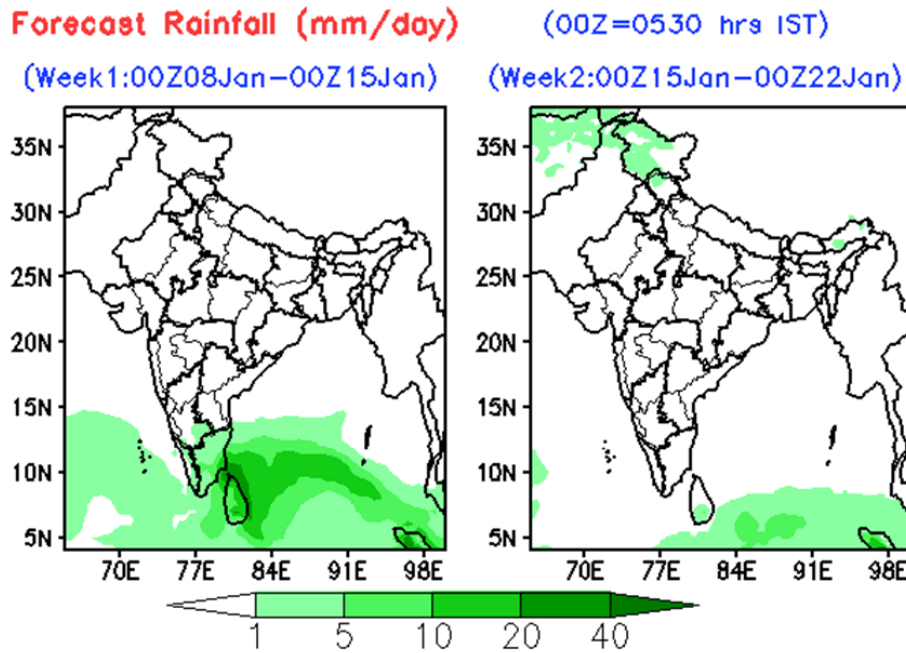 Forecast Rainfall (mm/day) (00Z=0530 hrs IST)
(Week1:00Z08Jan−00Z15Jan) (Week2:00Z15Jan−00Z22Jan)
35N 35N
30N 30N
25N 25N
20N 20N
15N 15N
10N 10N
5N 5N
70E 77E 84E 91E 98E 70E 77E 84E 91E 98E
1 5 10 20 40